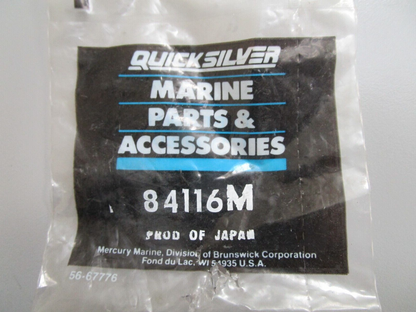 QUICKSILVER
MARINE
PARTS &
ACCESSORIES
84116M
PROD OF JAPAN
Mercury Marine, Division of Brunswick Corporation
Fond du Lac, WI 54935 U.S.A.
56-67776